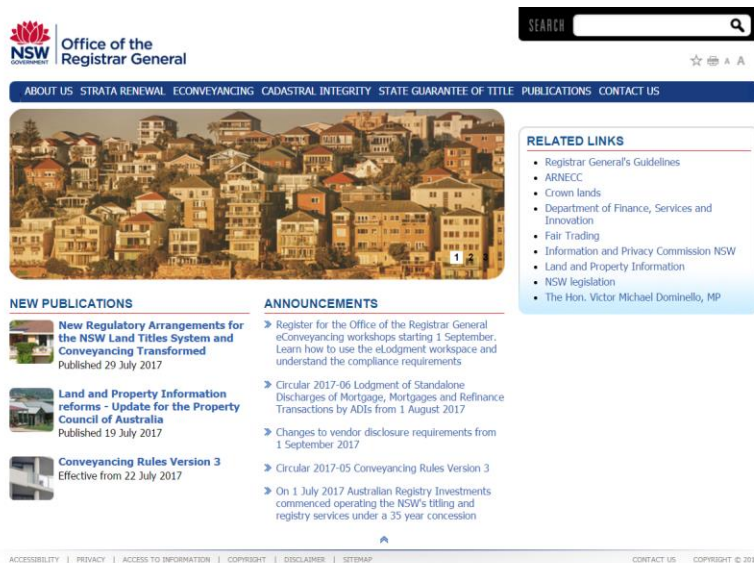 SEARCH
NSW
GOVERNMENT
Office of the
Registrar General
A A
ABOUT US STRATA RENEWAL ECONVEYANCING CADASTRAL INTEGRITY STATE GUARANTEE OF TITLE PUBLICATIONS CONTACT US
1 2 3
RELATED LINKS
Registrar General's Guidelines
ARNECC
Crown lands
Department of Finance, Services and
Innovation
Fair Trading
Information and Privacy Commission NSW
Land and Property Information
NSW legislation
The Hon. Victor Michael Dominello, MP
NEW PUBLICATIONS
New Regulatory Arrangements for
the NSW Land Titles System and
Conveyancing Transformed
Published 29 July 2017
Land and Property Information
reforms - Update for the Property
Council of Australia
Published 19 July 2017
Conveyancing Rules Version 3
Effective from 22 July 2017
ANNOUNCEMENTS
Register for the Office of the Registrar General
eConveyancing workshops starting 1 September.
Learn how to use the eLodgment workspace and
understand the compliance requirements
Circular 2017-06 Lodgment of Standalone
Discharges of Mortgage, Mortgages and Refinance
Transactions by ADIs from 1 August 2017
Changes to vendor disclosure requirements from
1 September 2017
Circular 2017-05 Conveyancing Rules Version 3
On 1 July 2017 Australian Registry Investments
commenced operating the NSW's titling and
registry services under a 35 year concession
ACCESSIBILITY | PRIVACY | ACCESS TO INFORMATION | COPYRIGHT | DISCLAIMER | SITEMAP
CONTACT US COPYRIGHT © 201